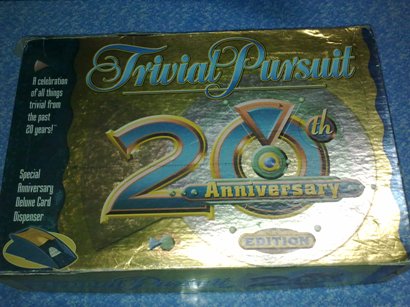 Trivial Pursuit
A celebration
of all things
trivial from
the past
20 years!
20th
Anniversary
EDITION
Special
Anniversary
Deluxe Card
Dispenser